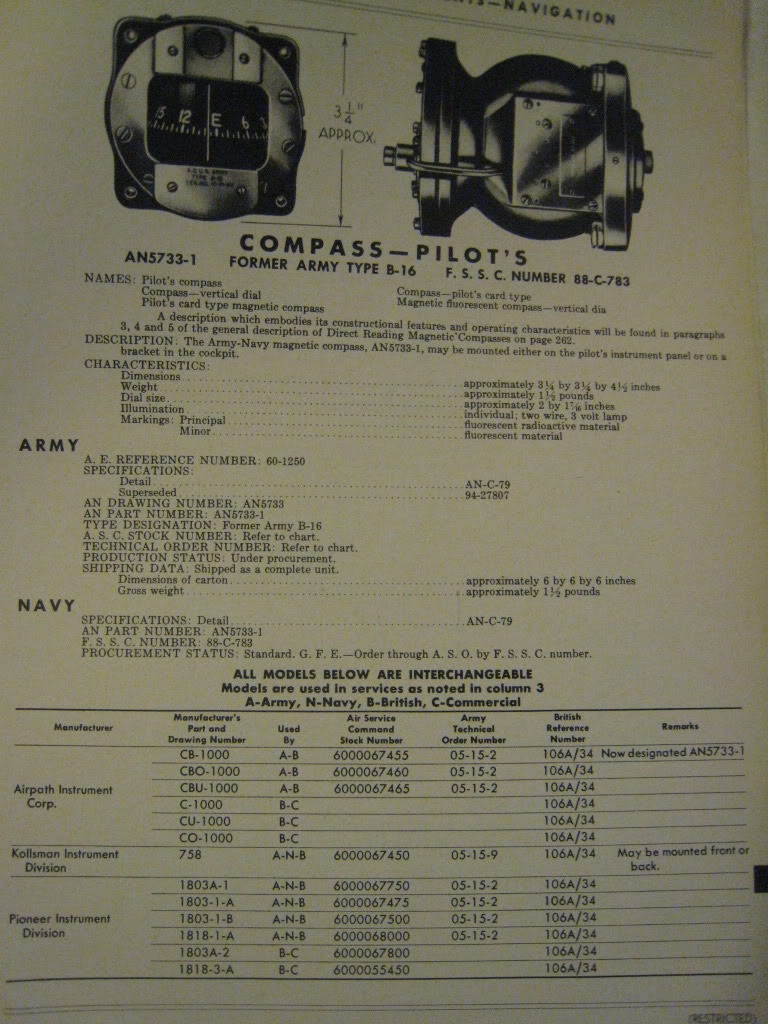 NTS—NAVIGATION
3 1/4"
APPROX.
15 12 E 6 3
COMPASS—PILOT'S
AN5733-1 FORMER ARMY TYPE B-16 F. S. S. C. NUMBER 88-C-783
NAMES: Pilot's compass Compass—pilot's card type
Compass—vertical dial Magnetic fluorescent compass—vertical dia
Pilot's card type magnetic compass
A description which embodies its constructional features and operating characteristics will be found in paragraphs
3, 4 and 5 of the general description of Direct Reading Magnetic Compasses on page 262.
DESCRIPTION: The Army-Navy magnetic compass, AN5733-1, may be mounted either on the pilot's instrument panel or on a
bracket in the cockpit.
CHARACTERISTICS:
Dimensions approximately 3 1/4 by 3 1/4 by 4 1/2 inches
Weight approximately 1 1/2 pounds
Dial size approximately 2 by inches
Illumination individual; two wire, 3 volt lamp
Markings: Principal fluorescent radioactive material
Minor fluorescent material
ARMY
A. E. REFERENCE NUMBER: 60-1250
SPECIFICATIONS:
Detail AN-C-79
Superseded 94-27807
AN DRAWING NUMBER: AN5733
AN PART NUMBER: AN5733-1
TYPE DESIGNATION: Former Army B-16
A. S. C. STOCK NUMBER: Refer to chart.
TECHNICAL ORDER NUMBER: Refer to chart.
PRODUCTION STATUS: Under procurement.
SHIPPING DATA: Shipped as a complete unit.
Dimensions of carton approximately 6 by 6 by 6 inches
Gross weight approximately 1 1/2 pounds
NAVY
SPECIFICATIONS: Detail AN-C-79
AN PART NUMBER: AN5733-1
F. S. S. C. NUMBER: 88-C-783
PROCUREMENT STATUS: Standard. G. F. E.—Order through A. S. O. by F. S. S. C. number.
ALL MODELS BELOW ARE INTERCHANGEABLE
Models are used in services as noted in column 3
A-Army, N-Navy, B-British, C-Commercial
Manufacturer Manufacturer's Part and Drawing Number Used By Air Service Command Stock Number Army Technical Order Number British Reference Number Remarks
Airpath Instrument Corp. CB-1000 A-B 6000067455 05-15-2 106A/34 Now designated AN5733-1
CBO-1000 A-B 6000067460 05-15-2 106A/34
CBU-1000 A-B 6000067465 05-15-2 106A/34
C-1000 B-C 106A/34
CU-1000 B-C 106A/34
CO-1000 B-C 106A/34
Kollsman Instrument Division 758 A-N-B 6000067450 05-15-9 106A/34 May be mounted front or back.
Pioneer Instrument Division 1803A-1 A-N-B 6000067750 05-15-2 106A/34
1803-1-A A-N-B 6000067475 05-15-2 106A/34
1803-1-B A-N-B 6000067500 05-15-2 106A/34
1818-1-A A-N-B 6000068000 05-15-2 106A/34
1803A-2 B-C 6000067800 106A/34
1818-3-A B-C 6000055450 106A/34
RESTRICTED